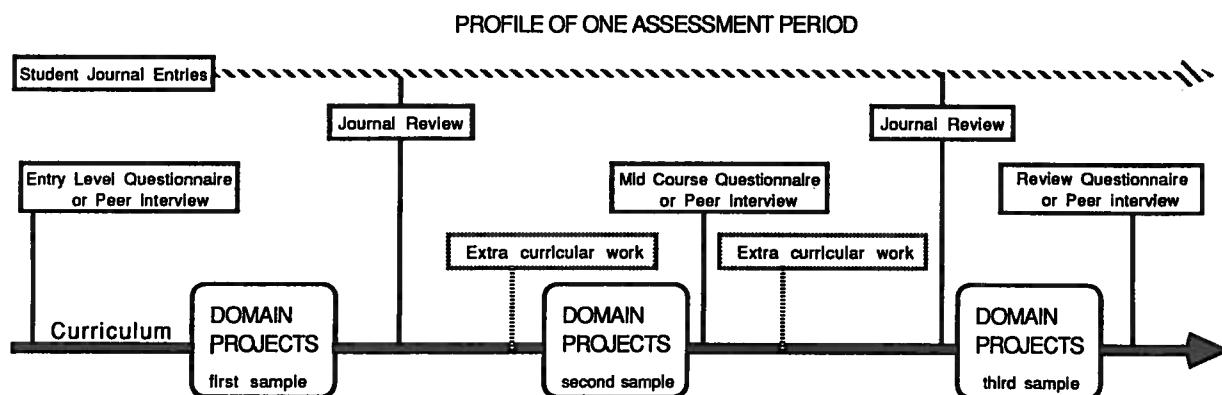 PROFILE OF ONE ASSESSMENT PERIOD
Student Journal Entries
Journal Review
Journal Review
Entry Level Questionnaire
or Peer Interview
Mid Course Questionnaire
or Peer Interview
Review Questionnaire
or Peer interview
Extra curricular work
Extra curricular work
Curriculum
DOMAIN
PROJECTS
first sample
DOMAIN
PROJECTS
second sample
DOMAIN
PROJECTS
third sample